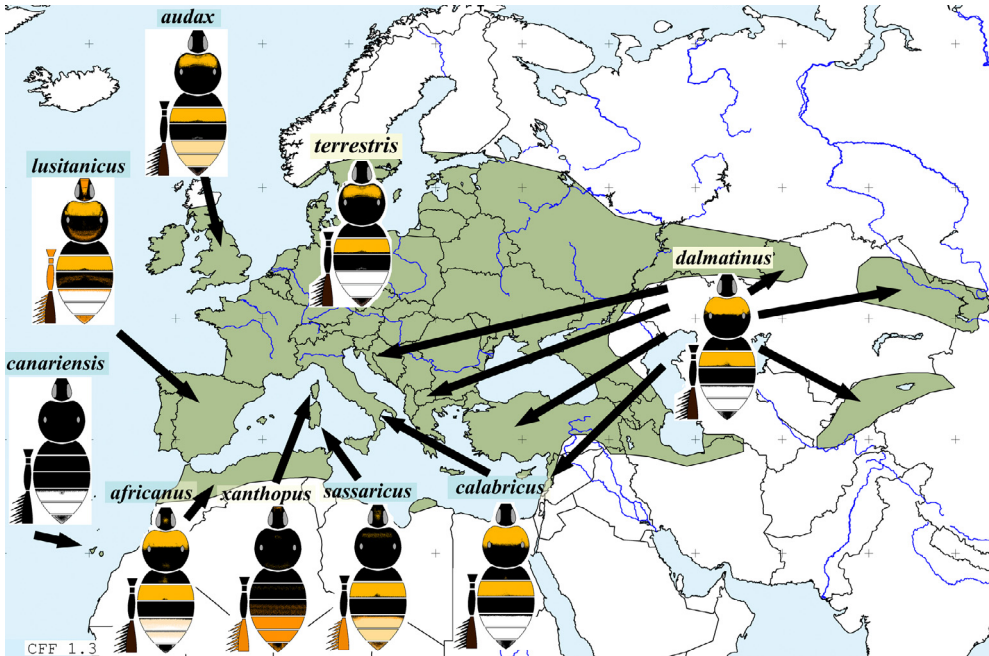 audax
terrestris
lusitanicus
dalmatinus
canariensis
africanus
xanthopus
sassaricus
calabricus
CFF 1.3